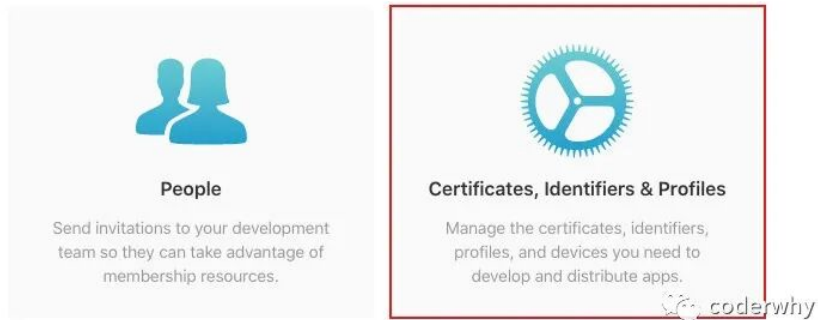 People
Send invitations to your development
team so they can take advantage of
membership resources.
Certificates, Identifiers & Profiles
Manage the certificates, identifiers,
profiles, and devices you need to
develop and distribute apps.
coderwhy